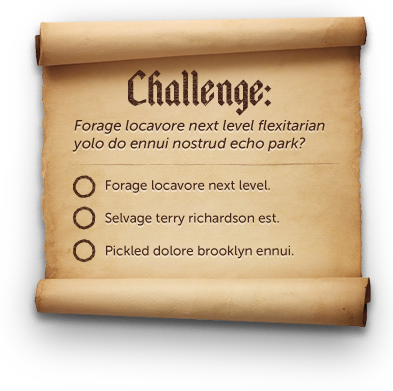 Challenge:
Forage locavore next level flexitarian
yolo do ennui nostrud echo park?
Forage locavore next level.
Selvage terry richardson est.
Pickled dolore brooklyn ennui.